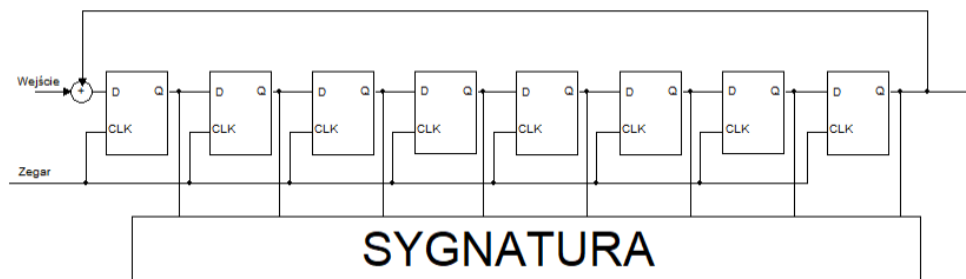 Wejście
+
D Q D Q D Q D Q D Q D Q D Q D Q
CLK CLK CLK CLK CLK CLK CLK CLK
Zegar
SYGNATURA